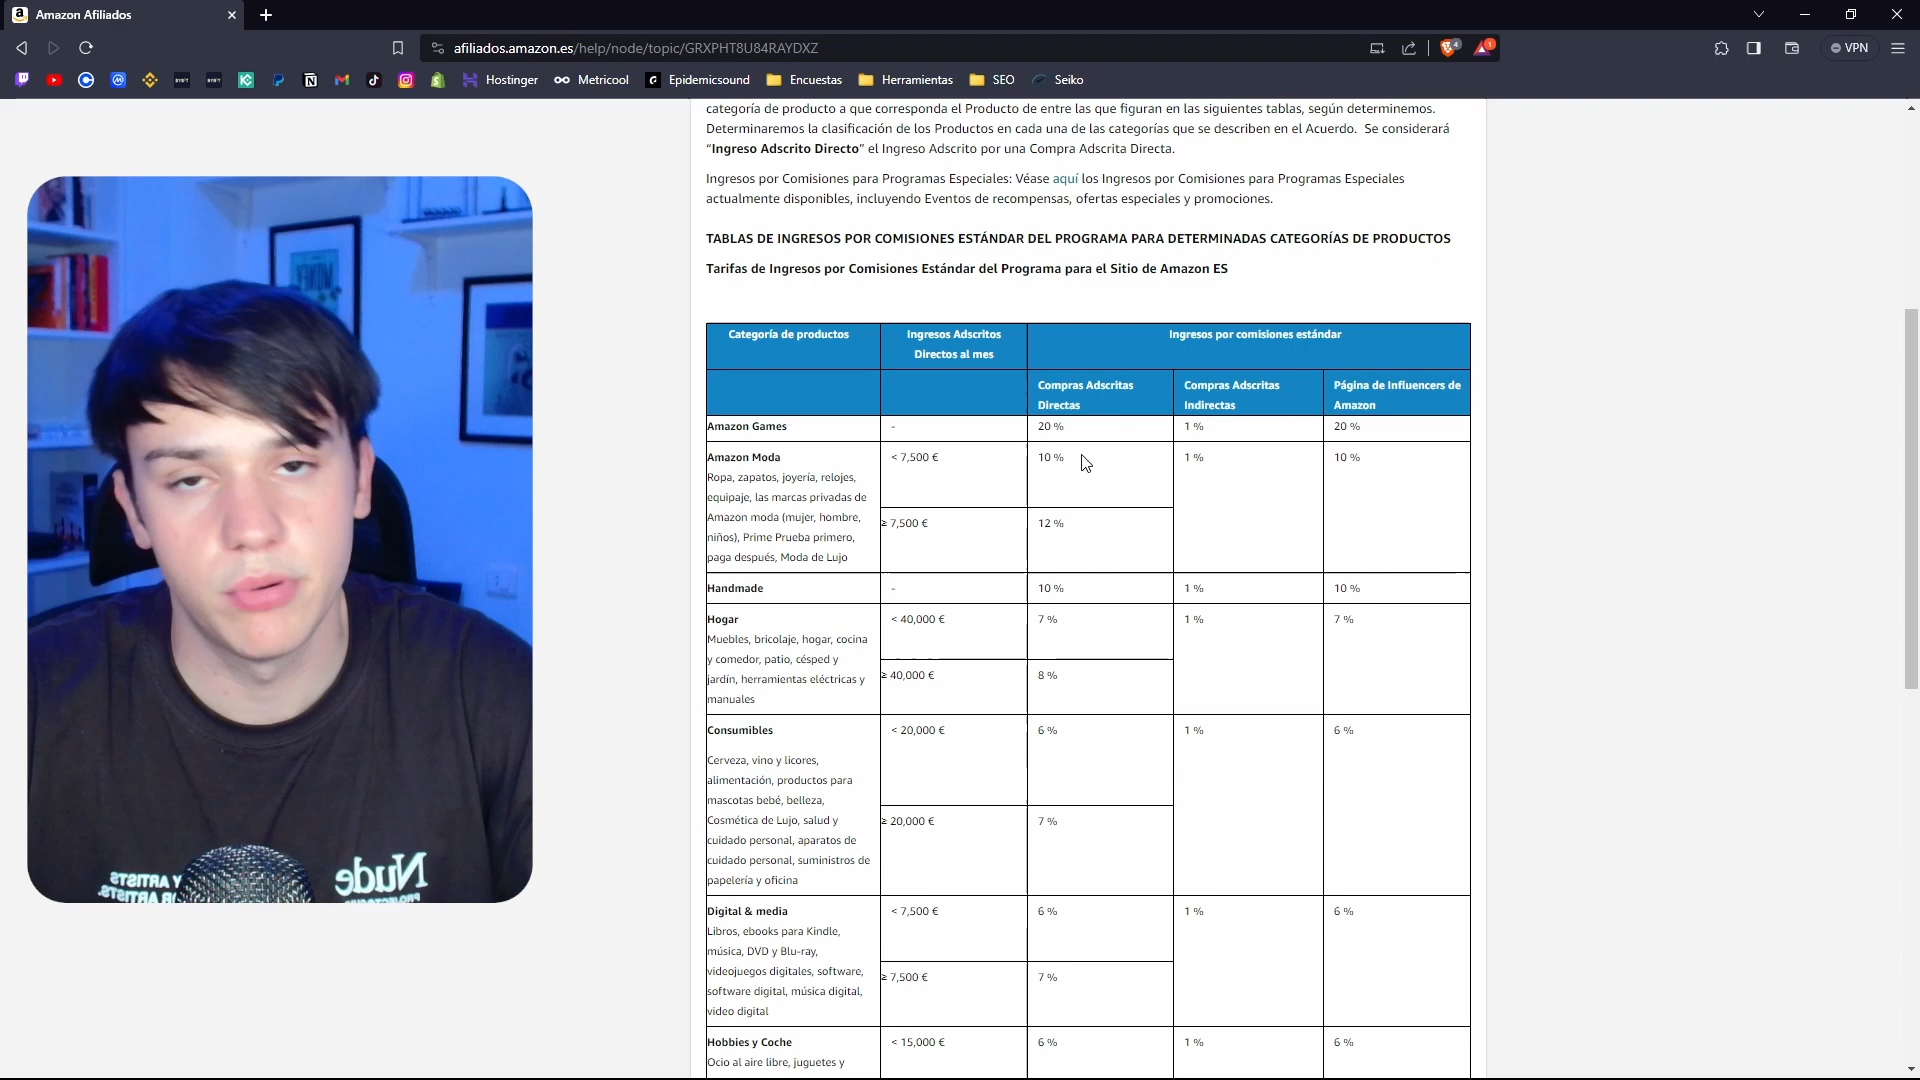 Amazon Afiliados
afiliados.amazon.es/help/node/topic/GRXPHT8U84RAYDXZ
4
1
VPN
Hostinger
Metricool
Epidemicsound
Encuestas
Herramientas
SEO
Seiko
categoría de producto a que corresponda el Producto de entre las que figuran en las siguientes tablas, según determinemos.
Determinaremos la clasificación de los Productos en cada una de las categorías que se describen en el Acuerdo. Se considerará
“Ingreso Adscrito Directo” el Ingreso Adscrito por una Compra Adscrita Directa.
Ingresos por Comisiones para Programas Especiales: Véase aquí los Ingresos por Comisiones para Programas Especiales
actualmente disponibles, incluyendo Eventos de recompensas, ofertas especiales y promociones.
TABLAS DE INGRESOS POR COMISIONES ESTÁNDAR DEL PROGRAMA PARA DETERMINADAS CATEGORÍAS DE PRODUCTOS
Tarifas de Ingresos por Comisiones Estándar del Programa para el Sitio de Amazon ES
Categoría de productos
Ingresos Adscritos
Directos al mes
Ingresos por comisiones estándar
Compras Adscritas
Directas
Compras Adscritas
Indirectas
Página de Influencers de
Amazon
Amazon Games
-
20 %
1 %
20 %
Amazon Moda
Ropa, zapatos, joyería, relojes,
equipaje, las marcas privadas de
Amazon moda (mujer, hombre,
niños), Prime Prueba primero,
paga después, Moda de Lujo
< 7,500 €
10 %
1 %
10 %
≥ 7,500 €
12 %
Handmade
-
10 %
1 %
10 %
Hogar
Muebles, bricolaje, hogar, cocina
y comedor, patio, césped y
jardín, herramientas eléctricas y
manuales
< 40,000 €
7 %
1 %
7 %
≥ 40,000 €
8 %
Consumibles
Cerveza, vino y licores,
alimentación, productos para
mascotas bebé, belleza,
Cosmética de Lujo, salud y
cuidado personal, aparatos de
cuidado personal, suministros de
papelería y oficina
< 20,000 €
6 %
1 %
6 %
≥ 20,000 €
7 %
Digital & media
Libros, ebooks para Kindle,
música, DVD y Blu-ray,
videojuegos digitales, software,
software digital, música digital,
video digital
< 7,500 €
6 %
1 %
6 %
≥ 7,500 €
7 %
Hobbies y Coche
Ocio al aire libre, juguetes y
< 15,000 €
6 %
1 %
6 %
Nude